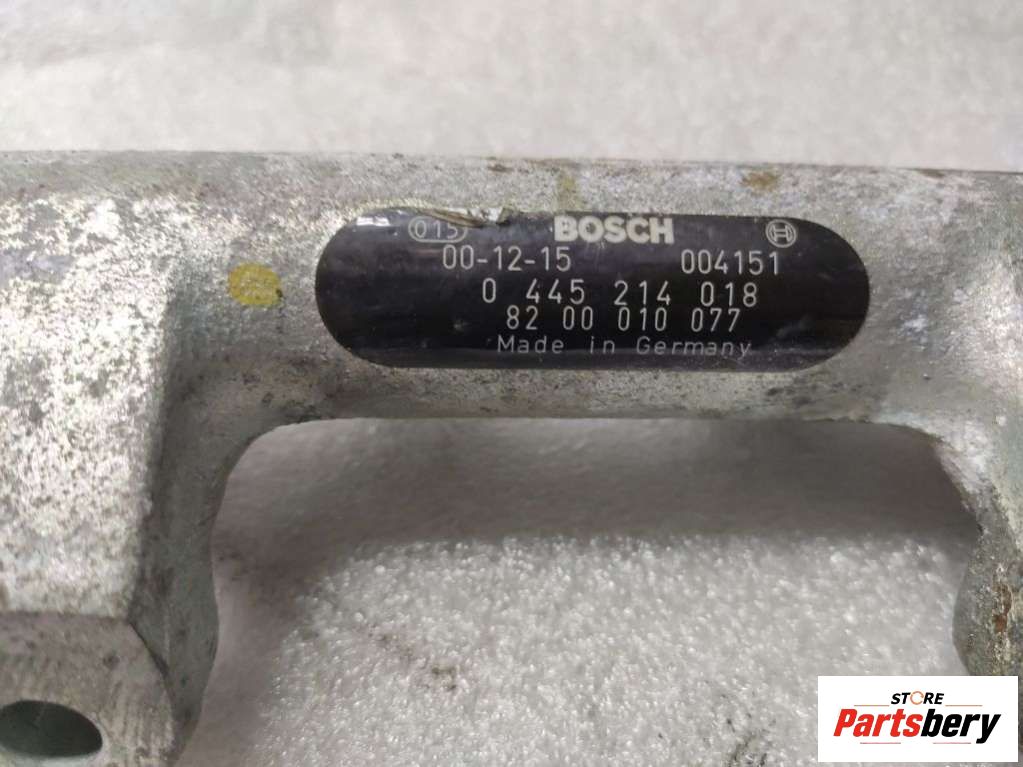 015 BOSCH
00-12-15 004151
0 445 214 018
82 00 010 077
Made in Germany
STORE
Partsbery